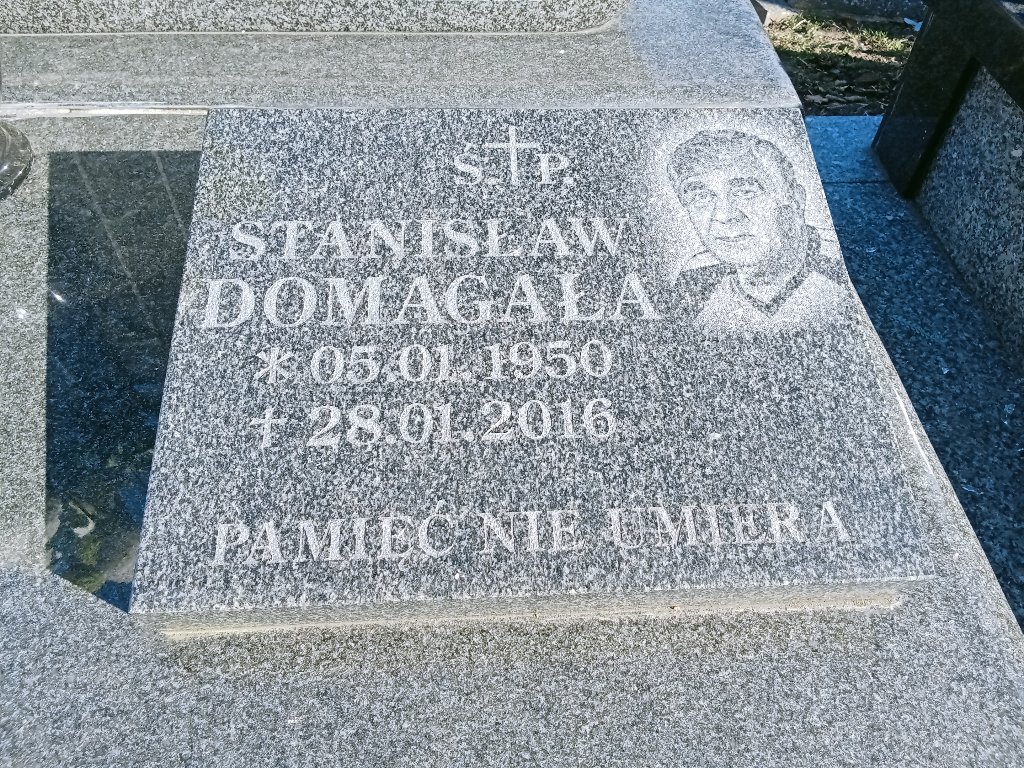 Ś.†P.
STANISŁAW
DOMAGAŁA
* 05.01.1950
† 28.01.2016
PAMIĘĆ NIE UMIERA